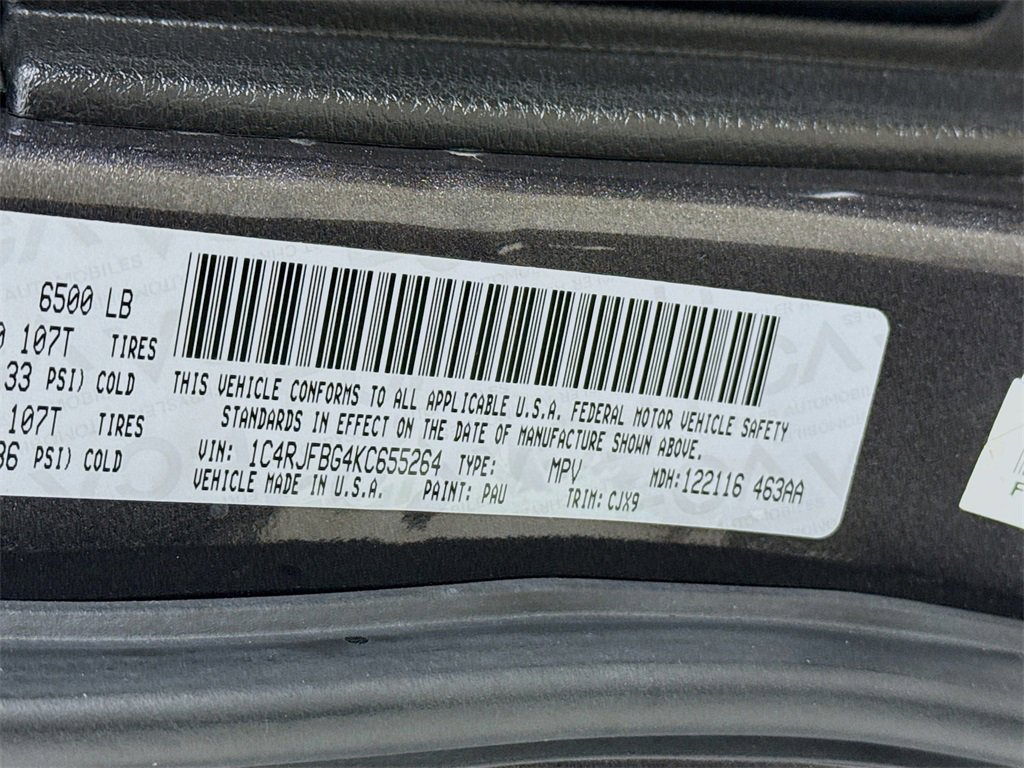 6500 LB
107T TIRES
33 PSI) COLD
107T TIRES
36 PSI) COLD
THIS VEHICLE CONFORMS TO ALL APPLICABLE U.S.A. FEDERAL MOTOR VEHICLE SAFETY
STANDARDS IN EFFECT ON THE DATE OF MANUFACTURE SHOWN ABOVE.
VIN: 1C4RJFBG4KC655264 TYPE: MPV MDH:122116 463AA
VEHICLE MADE IN U.S.A. PAINT: PAU TRIM: CJX9